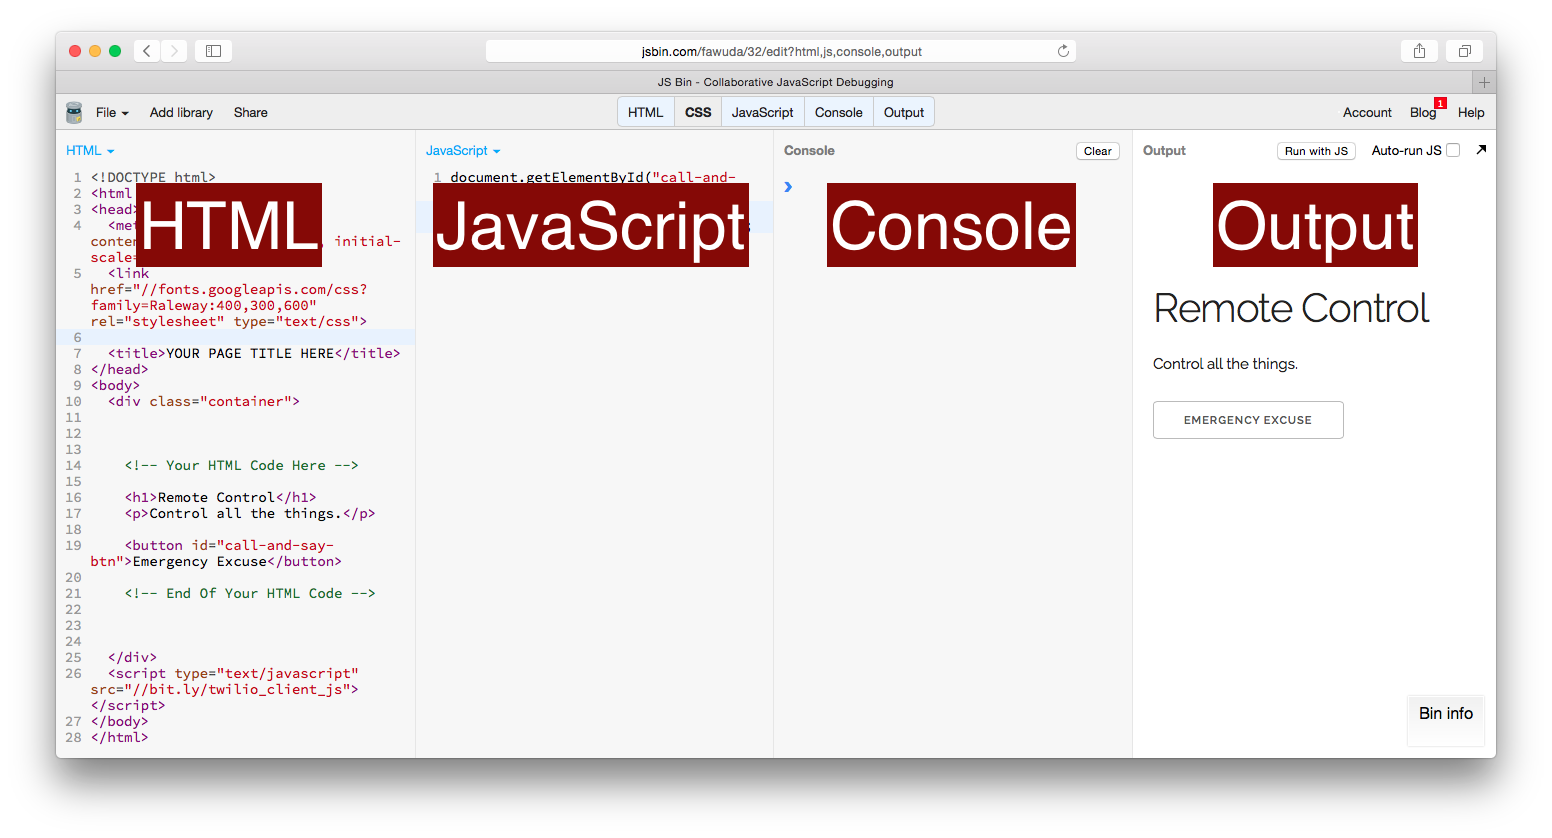 jsbin.com/fawuda/32/edit?html,js,console,output
JS Bin - Collaborative JavaScript Debugging
File Add library Share HTML CSS JavaScript Console Output Account Blog 1 Help
HTML
1 <!DOCTYPE html>
2 <html
3 <head>
4 <met
conten , initial-
scale=
5 <link
href="//fonts.googleapis.com/css?
family=Raleway:400,300,600"
rel="stylesheet" type="text/css">
6
7 <title>YOUR PAGE TITLE HERE</title>
8 </head>
9 <body>
10 <div class="container">
11
12
13
14 <!-- Your HTML Code Here -->
15
16 <h1>Remote Control</h1>
17 <p>Control all the things.</p>
18
19 <button id="call-and-say-
btn">Emergency Excuse</button>
20
21 <!-- End Of Your HTML Code -->
22
23
24
25 </div>
26 <script type="text/javascript"
src="//bit.ly/twilio_client_js">
</script>
27 </body>
28 </html>
HTML
JavaScript
1 document.getElementById("call-and-
JavaScript
Console Clear
Console
Output Run with JS Auto-run JS
Output
Remote Control
Control all the things.
EMERGENCY EXCUSE
Bin info